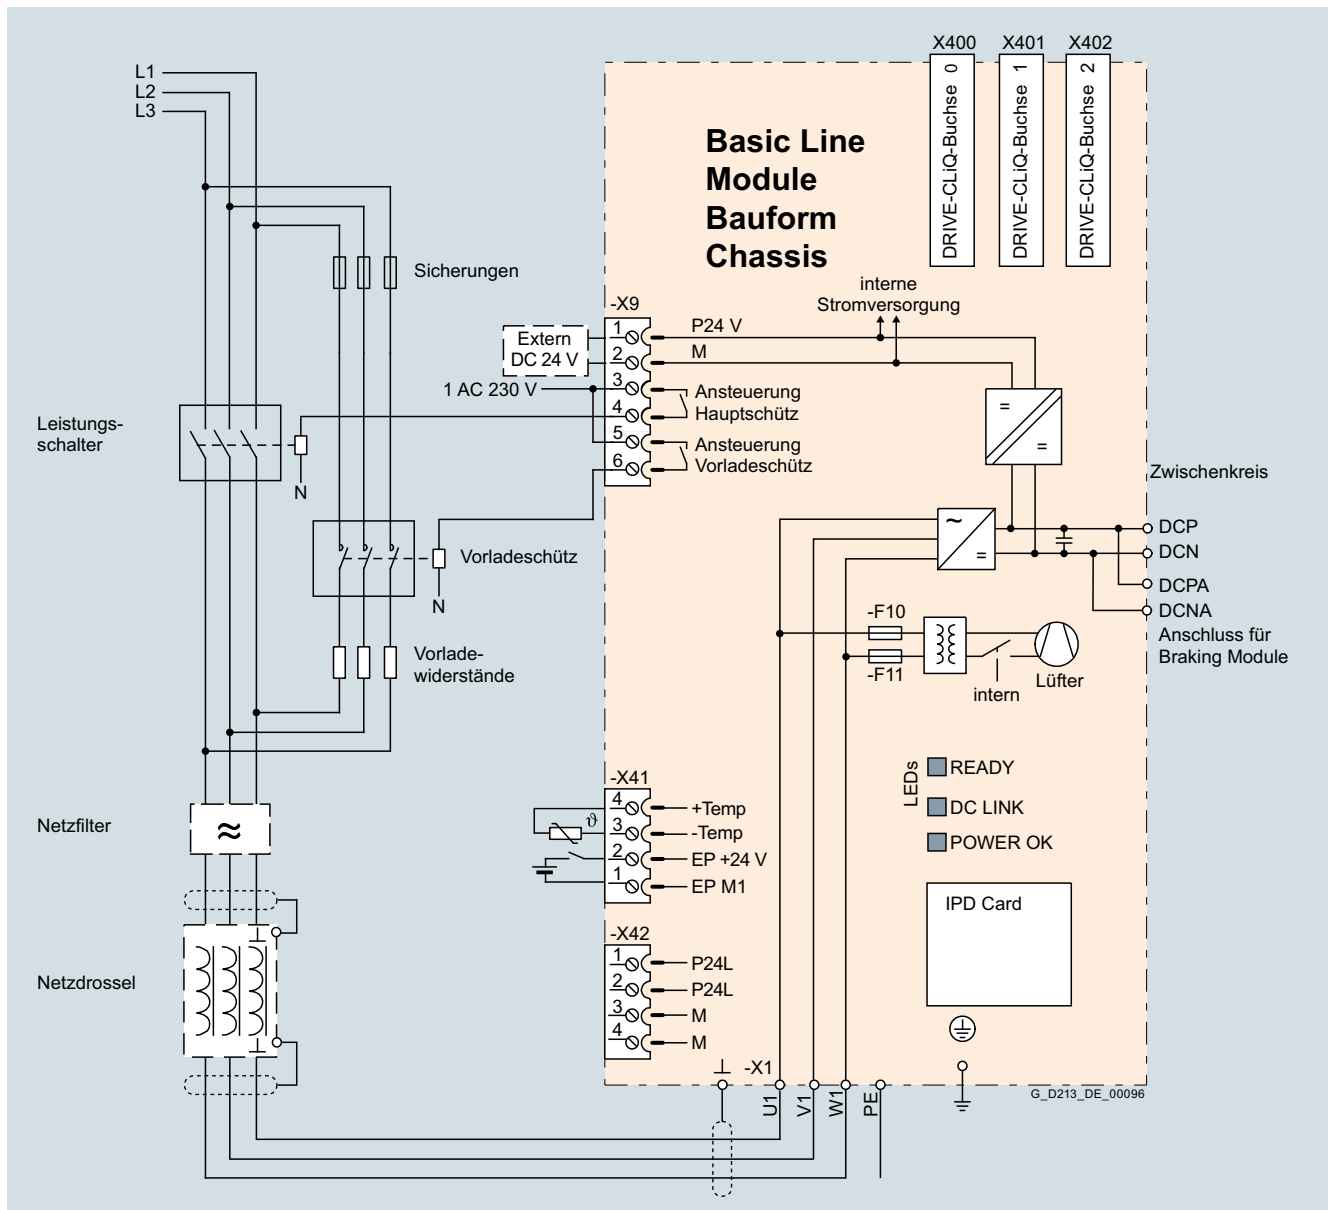 X400
X401
X402
DRIVE-CLiQ-Buchse 0
DRIVE-CLiQ-Buchse 1
DRIVE-CLiQ-Buchse 2
L1
L2
L3
Basic Line
Module
Bauform
Chassis
Sicherungen
interne
Stromversorgung
-X9
Extern
DC 24 V
1 AC 230 V
1
2
3
4
5
6
P24 V
M
Ansteuerung
Hauptschütz
Ansteuerung
Vorladeschütz
=
=
Leistungs-
schalter
N
Vorladeschütz
N
Zwischenkreis
~
=
DCP
DCN
DCPA
DCNA
Anschluss für
Braking Module
-F10
-F11
intern
Lüfter
Vorlade-
widerstände
Netzfilter
≈
-X41
ϑ
4
3
2
1
+Temp
-Temp
EP +24 V
EP M1
LEDs
READY
DC LINK
POWER OK
IPD Card
Netzdrossel
-X42
1
2
3
4
P24L
P24L
M
M
-X1
U1
V1
W1
PE
G_D213_DE_00096